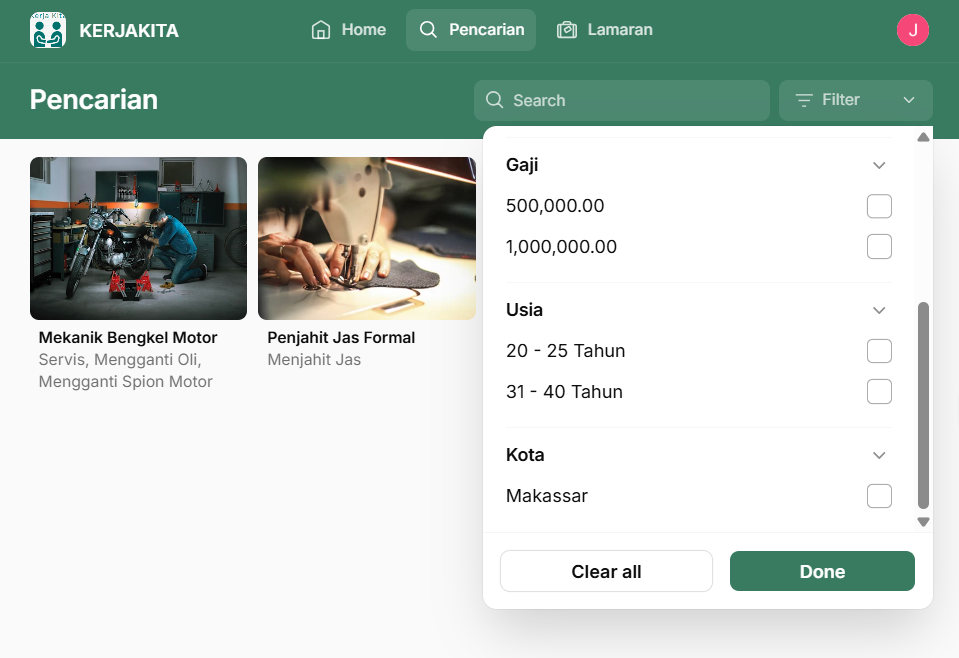 Kerja Kita
KERJAKITA
Home
Pencarian
Lamaran
J
Pencarian
Search
Filter
Mekanik Bengkel Motor
Servis, Mengganti Oli,
Mengganti Spion Motor
Penjahit Jas Formal
Menjahit Jas
Gaji
500,000.00
1,000,000.00
Usia
20 - 25 Tahun
31 - 40 Tahun
Kota
Makassar
Clear all
Done